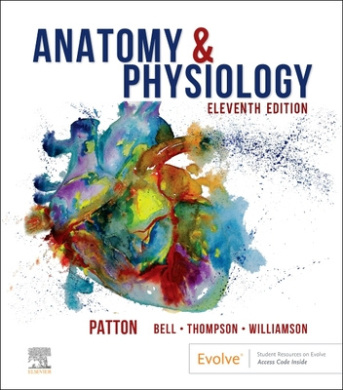 ANATOMY &
PHYSIOLOGY
ELEVENTH EDITION
PATTON BELL • THOMPSON • WILLIAMSON
ELSEVIER
Evolve
Student Resources on Evolve
Access Code Inside